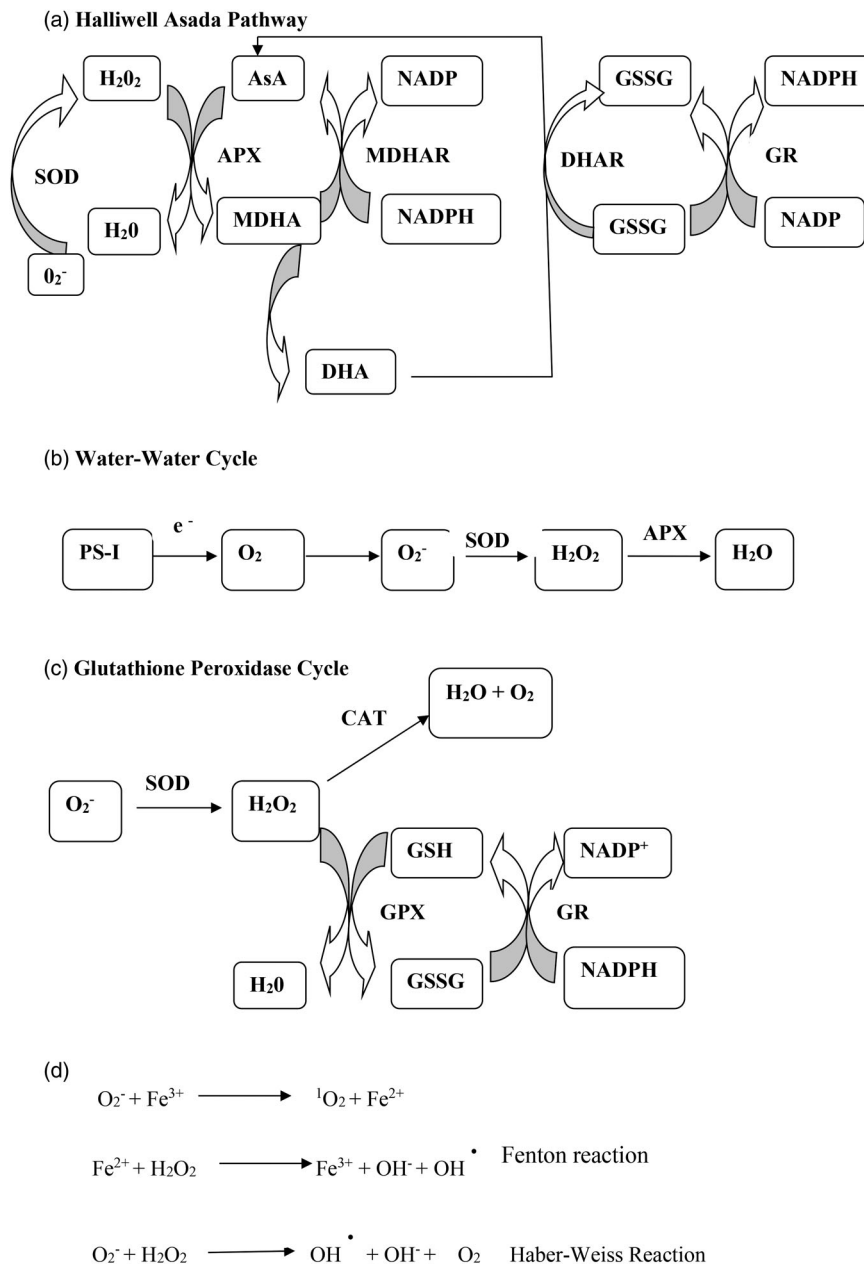 (a) Halliwell Asada Pathway
H₂0₂ AsA NADP GSSG NADPH
SOD APX MDHAR DHAR GR
H₂0 MDHA NADPH GSSG NADP
0₂⁻
DHA
(b) Water-Water Cycle
e⁻ SOD APX
PS-I O₂ O₂⁻ H₂O₂ H₂O
(c) Glutathione Peroxidase Cycle
H₂O + O₂
CAT
SOD
O₂⁻ H₂O₂
GSH NADP⁺
GPX GR
H₂0 GSSG NADPH
(d)
O₂⁻ + Fe³⁺ ⟶ ¹O₂ + Fe²⁺
Fe²⁺ + H₂O₂ ⟶ Fe³⁺ + OH⁻ + OH• Fenton reaction
O₂⁻ + H₂O₂ ⟶ OH• + OH⁻ + O₂ Haber-Weiss Reaction